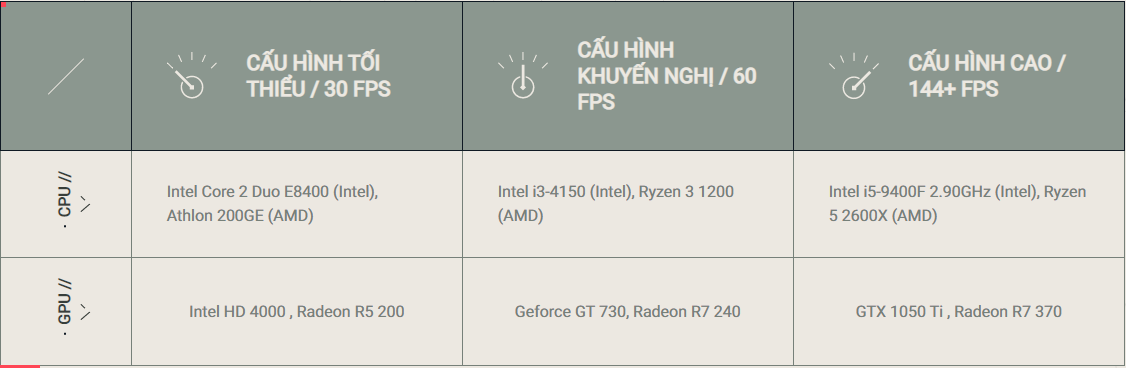 CẤU HÌNH TỐI
THIỂU / 30 FPS
CẤU HÌNH
KHUYẾN NGHỊ / 60
FPS
CẤU HÌNH CAO /
144+ FPS
CPU //
Intel Core 2 Duo E8400 (Intel),
Athlon 200GE (AMD)
Intel i3-4150 (Intel), Ryzen 3 1200
(AMD)
Intel i5-9400F 2.90GHz (Intel), Ryzen
5 2600X (AMD)
GPU //
Intel HD 4000 , Radeon R5 200
Geforce GT 730, Radeon R7 240
GTX 1050 Ti , Radeon R7 370